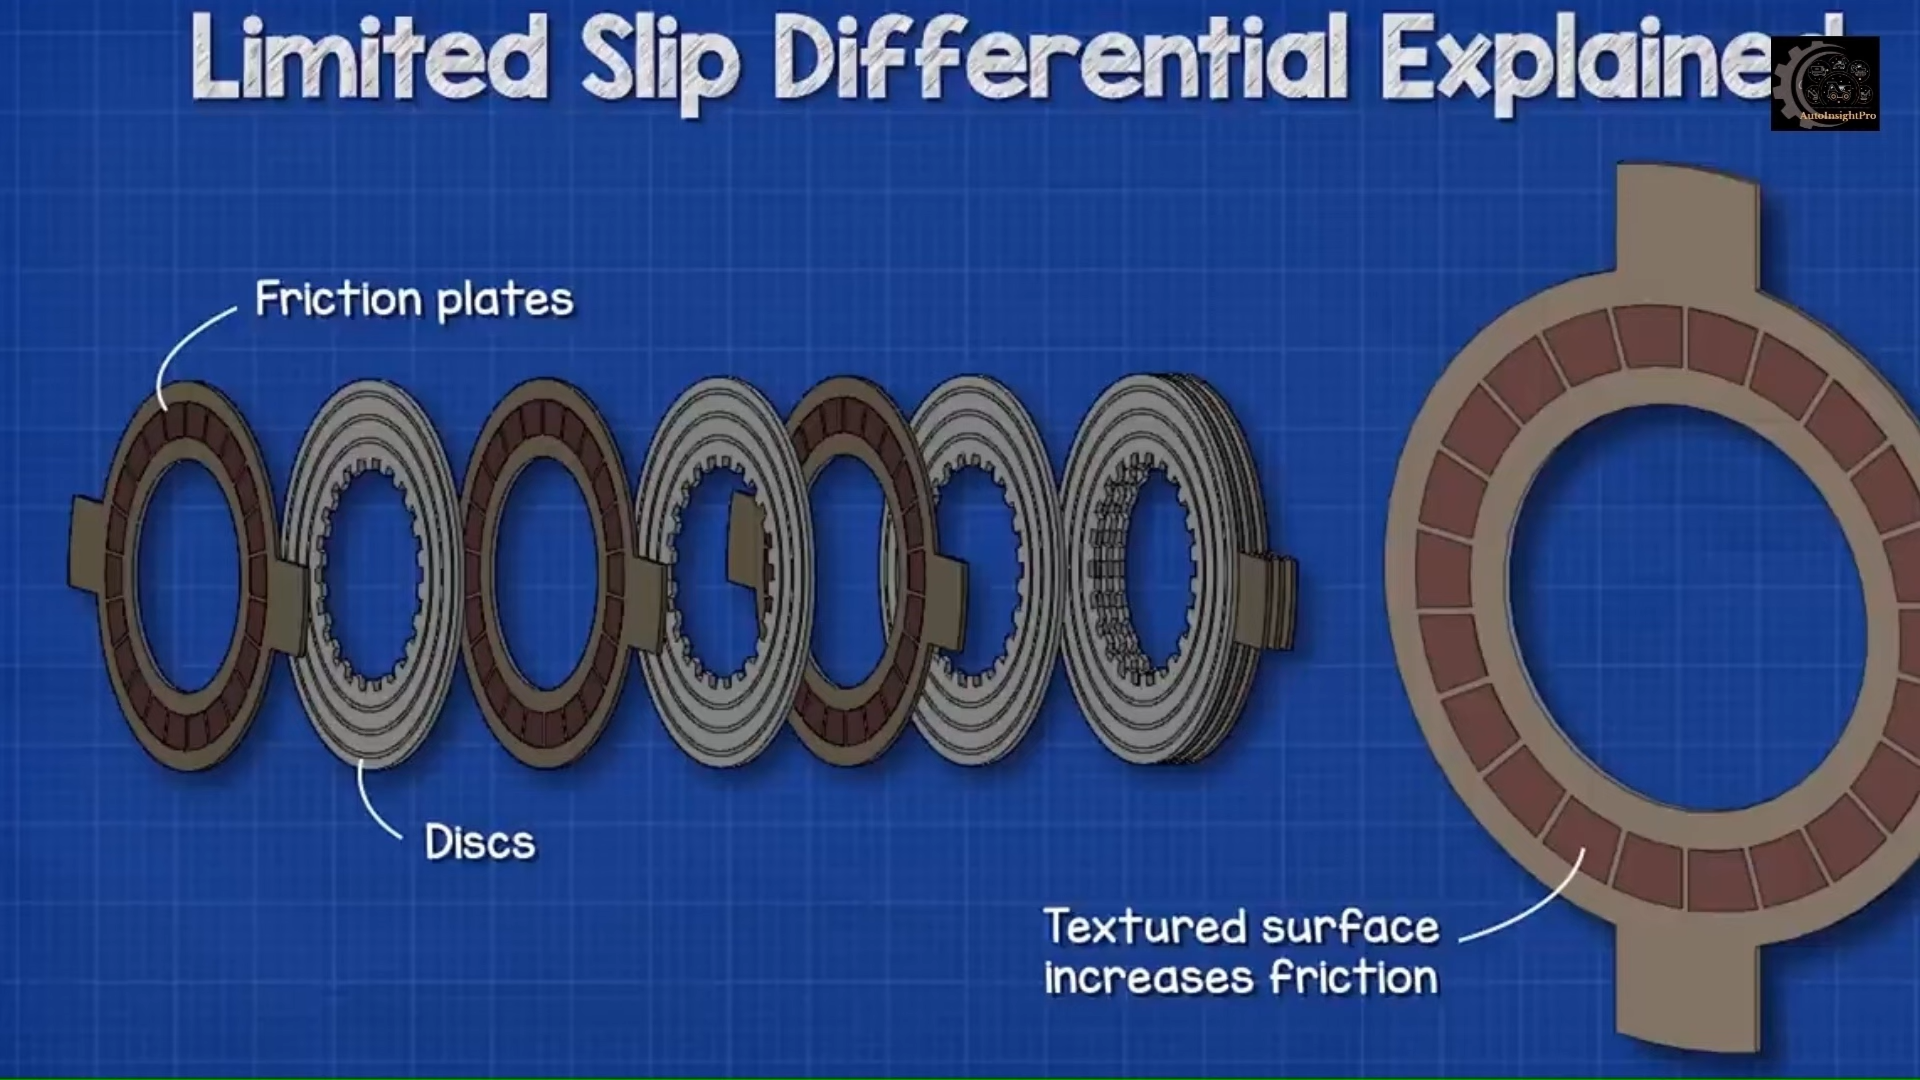 Limited Slip Differential Explained
AutoInsightPro
Friction plates
Discs
Textured surface
increases friction